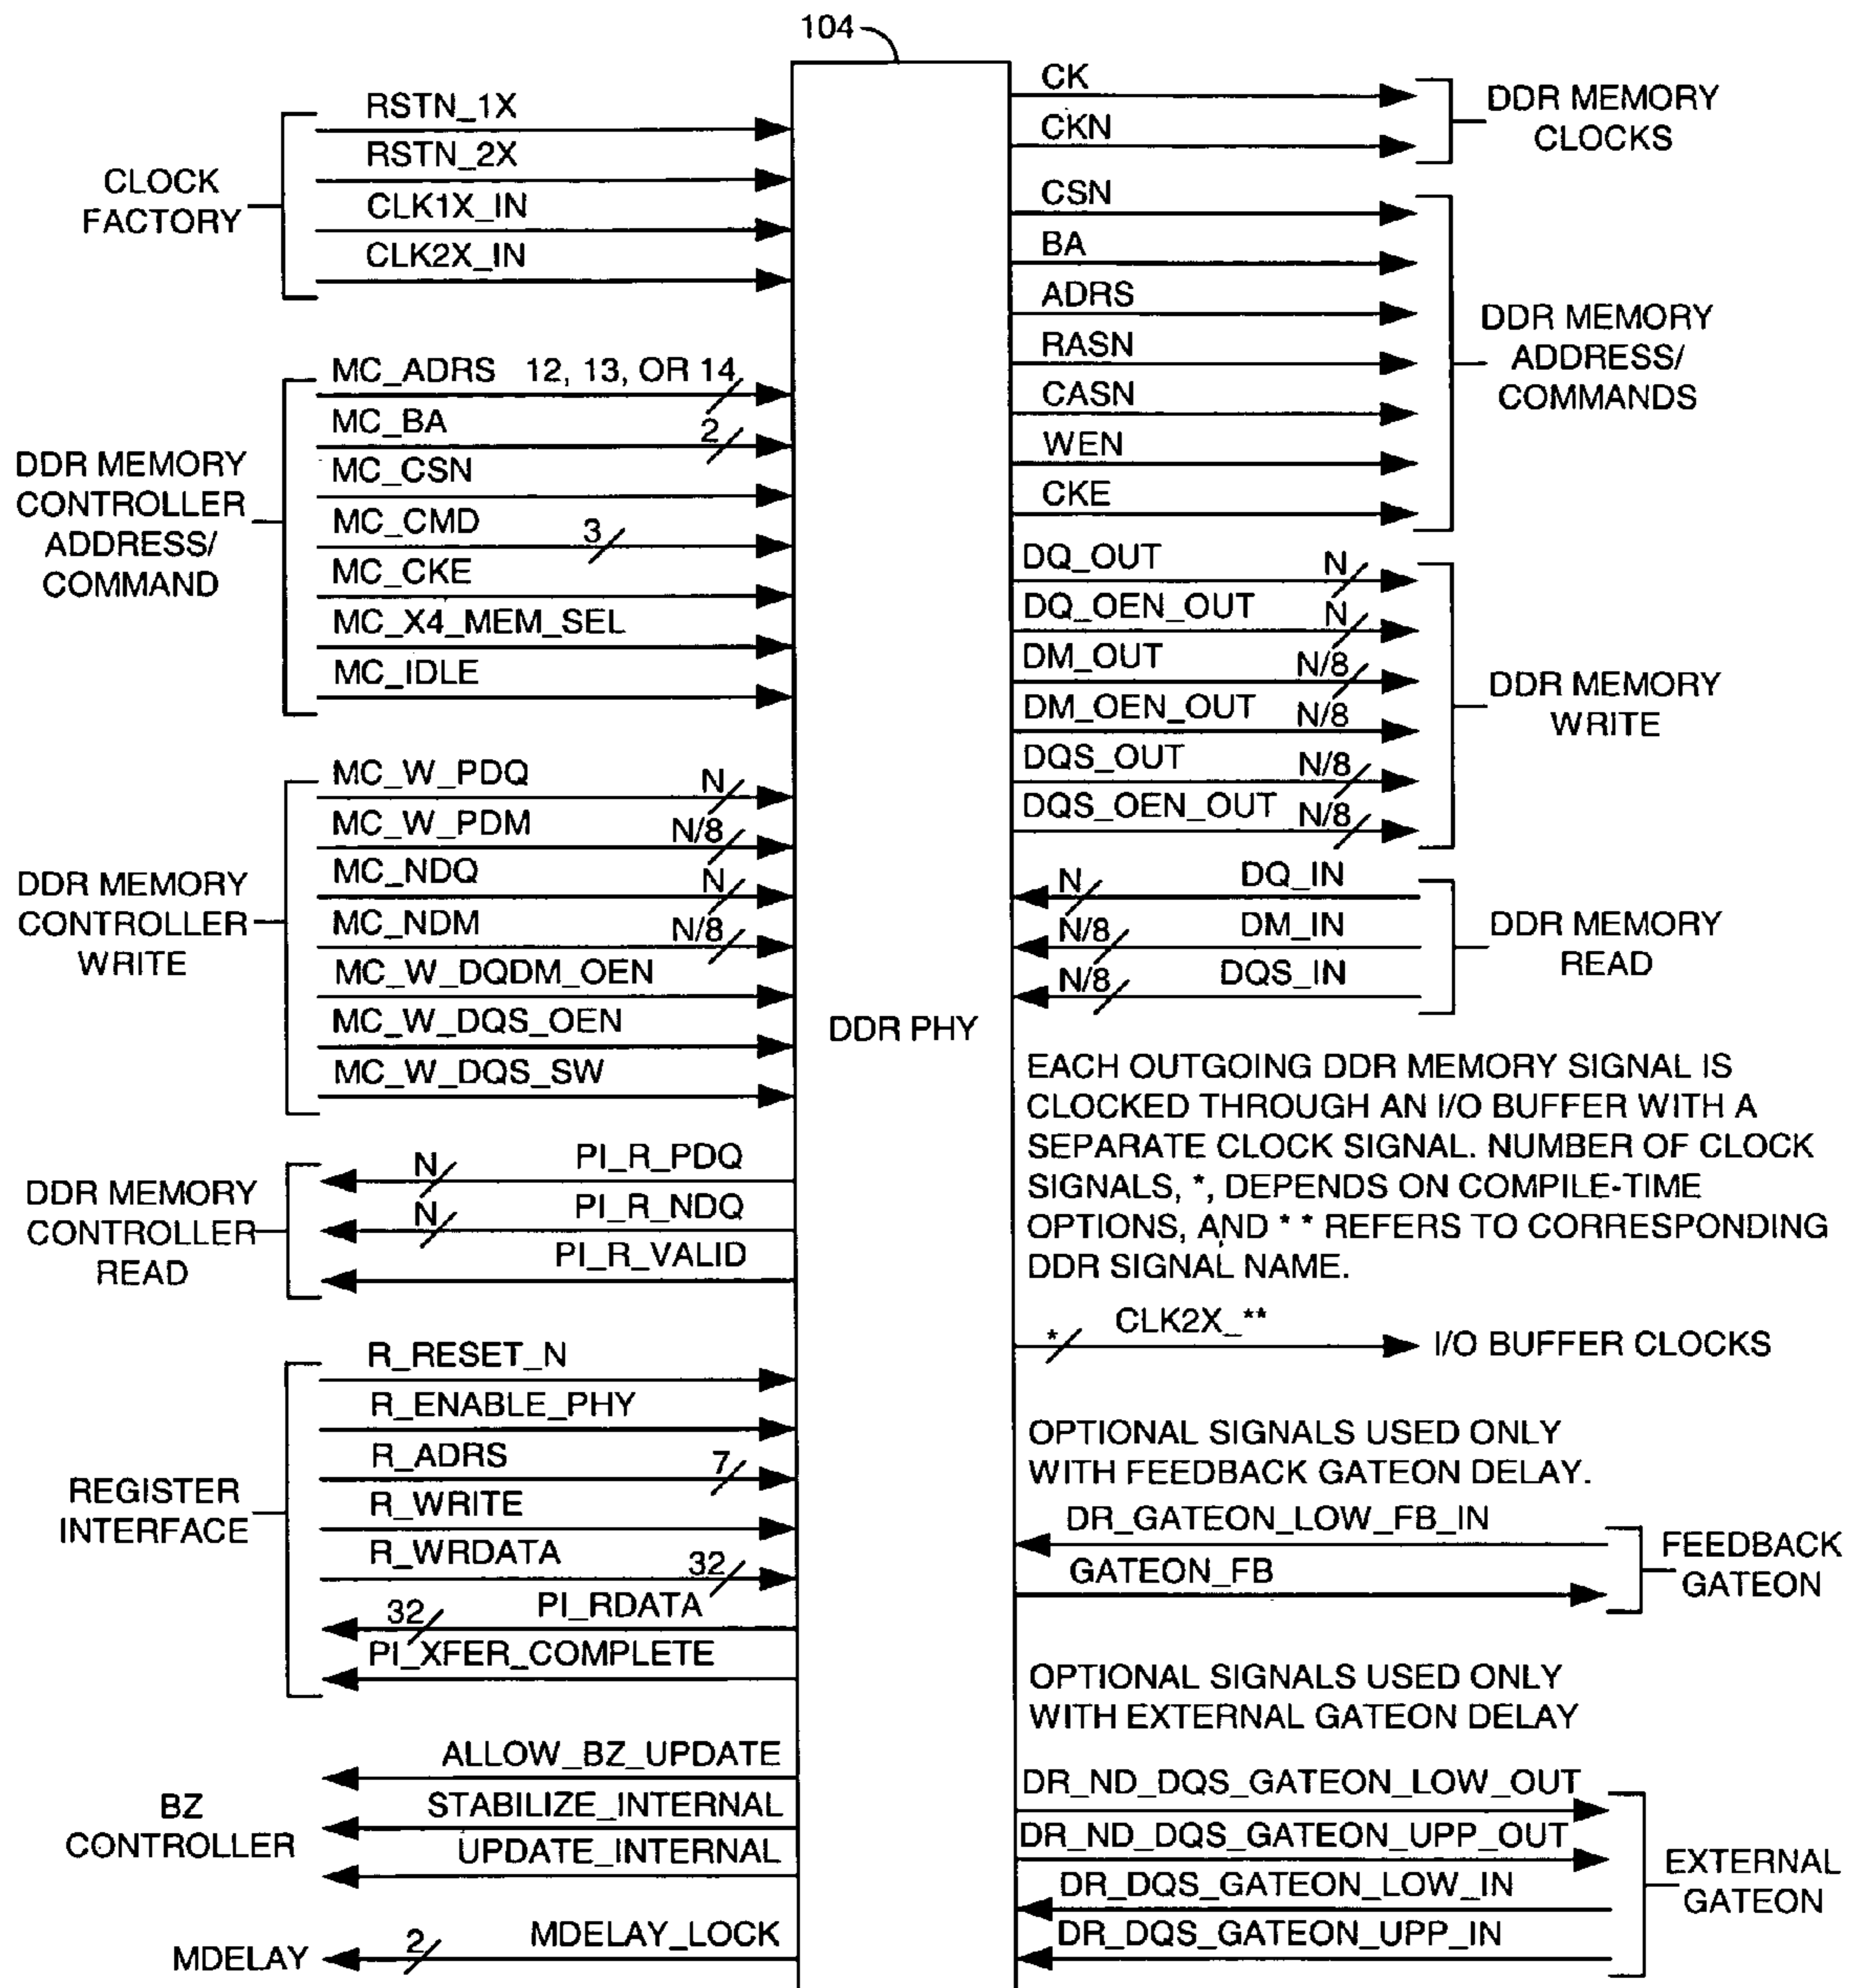 104
RSTN_1X
RSTN_2X
CLK1X_IN
CLK2X_IN
CLOCK
FACTORY
MC_ADRS 12, 13, OR 14
MC_BA 2
MC_CSN
MC_CMD 3
MC_CKE
MC_X4_MEM_SEL
MC_IDLE
DDR MEMORY
CONTROLLER
ADDRESS/
COMMAND
MC_W_PDQ N
MC_W_PDM N/8
MC_NDQ N
MC_NDM N/8
MC_W_DQDM_OEN
MC_W_DQS_OEN
MC_W_DQS_SW
DDR MEMORY
CONTROLLER
WRITE
N PI_R_PDQ
N PI_R_NDQ
PI_R_VALID
DDR MEMORY
CONTROLLER
READ
R_RESET_N
R_ENABLE_PHY
R_ADRS 7
R_WRITE
R_WRDATA 32
32 PI_RDATA
PI_XFER_COMPLETE
REGISTER
INTERFACE
ALLOW_BZ_UPDATE
STABILIZE_INTERNAL
UPDATE_INTERNAL
BZ
CONTROLLER
MDELAY 2 MDELAY_LOCK
DDR PHY
CK
CKN
DDR MEMORY
CLOCKS
CSN
BA
ADRS
RASN
CASN
WEN
CKE
DDR MEMORY
ADDRESS/
COMMANDS
DQ_OUT N
DQ_OEN_OUT N
DM_OUT N/8
DM_OEN_OUT N/8
DQS_OUT N/8
DQS_OEN_OUT N/8
DDR MEMORY
WRITE
N DQ_IN
N/8 DM_IN
N/8 DQS_IN
DDR MEMORY
READ
EACH OUTGOING DDR MEMORY SIGNAL IS
CLOCKED THROUGH AN I/O BUFFER WITH A
SEPARATE CLOCK SIGNAL. NUMBER OF CLOCK
SIGNALS, *, DEPENDS ON COMPILE-TIME
OPTIONS, AND * * REFERS TO CORRESPONDING
DDR SIGNAL NAME.
* CLK2X_** I/O BUFFER CLOCKS
OPTIONAL SIGNALS USED ONLY
WITH FEEDBACK GATEON DELAY.
DR_GATEON_LOW_FB_IN
GATEON_FB
FEEDBACK
GATEON
OPTIONAL SIGNALS USED ONLY
WITH EXTERNAL GATEON DELAY
DR_ND_DQS_GATEON_LOW_OUT
DR_ND_DQS_GATEON_UPP_OUT
DR_DQS_GATEON_LOW_IN
DR_DQS_GATEON_UPP_IN
EXTERNAL
GATEON